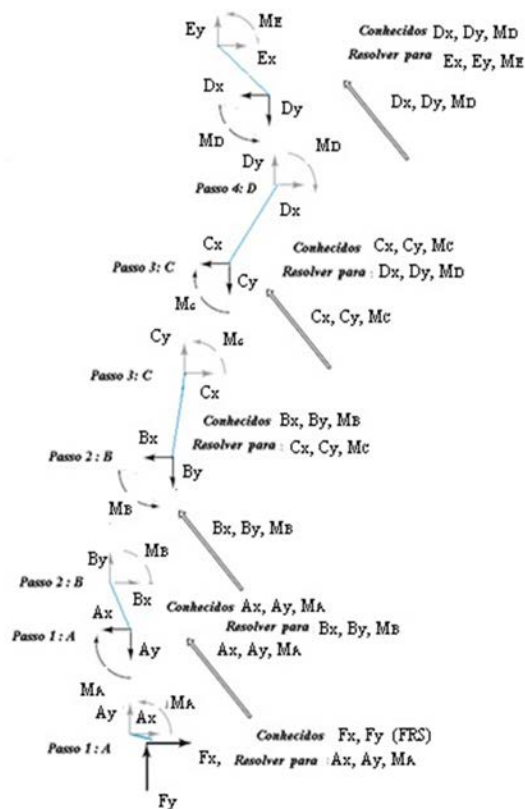 Ey
ME
Ex
Conhecidos Dx, Dy, MD
Resolver para Ex, Ey, ME
Dx
Dy
Dx, Dy, MD
MD
Dy
MD
Passo 4: D
Dx
Cx
Conhecidos Cx, Cy, Mc
Passo 3: C
Cy
Resolver para : Dx, Dy, MD
Mc
Cx, Cy, Mc
Cy
Mc
Passo 3: C
Cx
Conhecidos Bx, By, MB
Bx
Resolver para : Cx, Cy, Mc
Passo 2 : B
By
MB
Bx, By, MB
By
MB
Passo 2 : B
Bx
Ax
Conhecidos Ax, Ay, MA
Resolver para Bx, By, MB
Passo 1 : A
Ay
Ax, Ay, MA
MA
MA
Ay
Ax
Conhecidos Fx, Fy (FRS)
Passo 1 : A
Fx,
Resolver para : Ax, Ay, MA
Fy